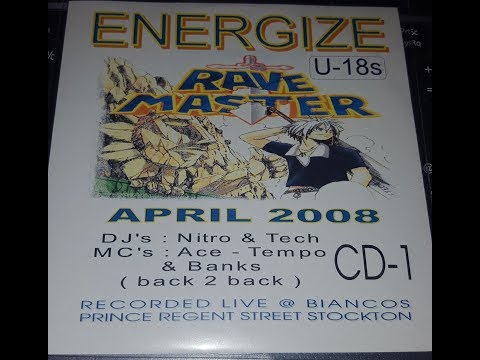 ENERGIZE
U-18s
RAVE
MASTER
APRIL 2008
DJ's : Nitro & Tech
MC's : Ace - Tempo
& Banks
( back 2 back )
CD-1
RECORDED LIVE @ BIANCOS
PRINCE REGENT STREET STOCKTON